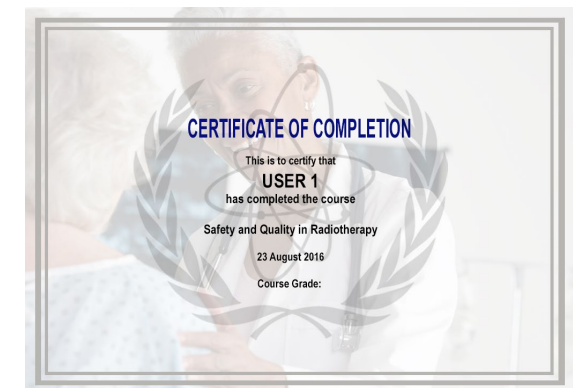 CERTIFICATE OF COMPLETION
This is to certify that
USER 1
has completed the course
Safety and Quality in Radiotherapy
23 August 2016
Course Grade: